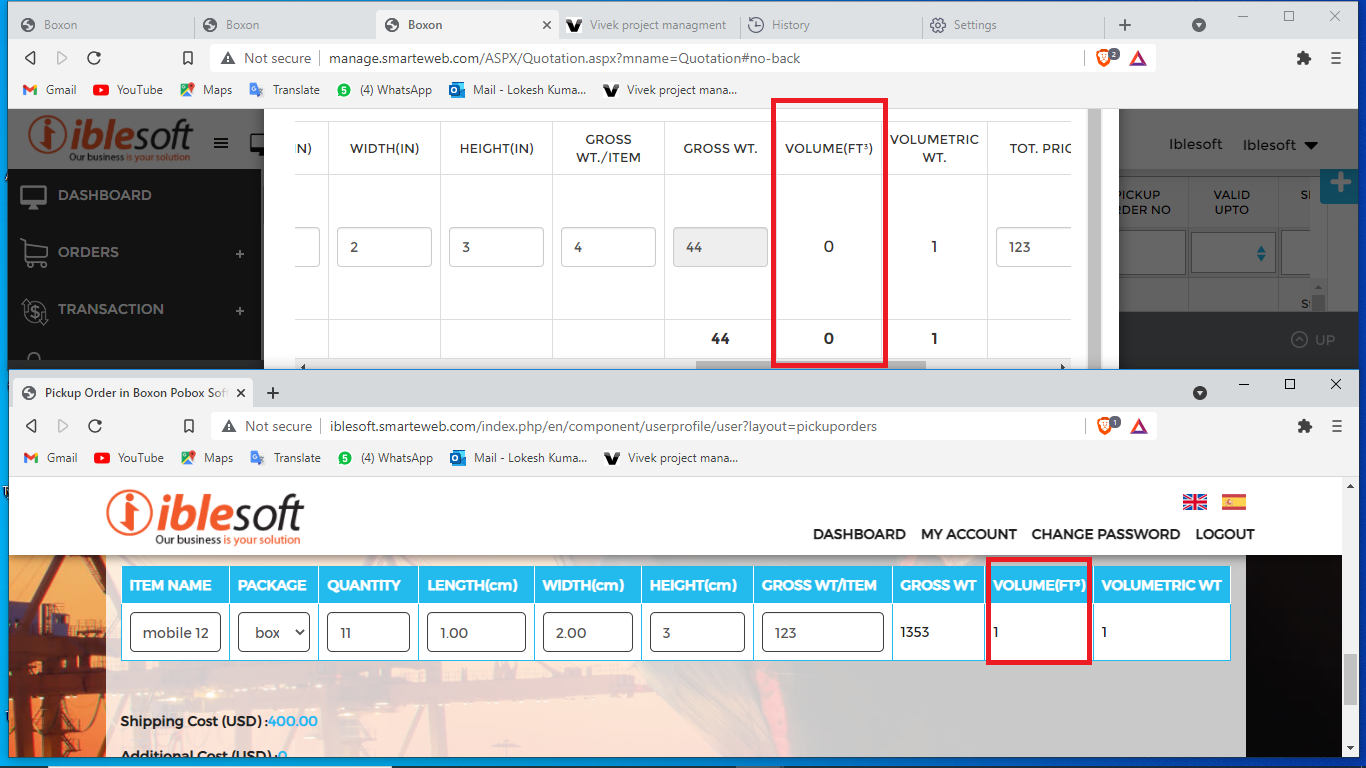 Boxon
Boxon
Boxon
Vivek project managment
History
Settings
Not secure
manage.smarteweb.com/ASPX/Quotation.aspx?mname=Quotation#no-back
2
Gmail
YouTube
Maps
Translate
(4) WhatsApp
Mail - Lokesh Kuma...
Vivek project mana...
iblesoft
Our business is your solution
Iblesoft
Iblesoft
DASHBOARD
ORDERS
TRANSACTION
N)
WIDTH(IN)
HEIGHT(IN)
GROSS WT./ITEM
GROSS WT.
VOLUME(FT³)
VOLUMETRIC WT.
TOT. PRIC
2
3
4
44
0
1
123
44
0
1
PICKUP
RDER NO
VALID UPTO
UP
Pickup Order in Boxon Pobox Sof
Not secure
iblesoft.smarteweb.com/index.php/en/component/userprofile/user?layout=pickuporders
1
Gmail
YouTube
Maps
Translate
(4) WhatsApp
Mail - Lokesh Kuma...
Vivek project mana...
iblesoft
Our business is your solution
DASHBOARD
MY ACCOUNT
CHANGE PASSWORD
LOGOUT
ITEM NAME
PACKAGE
QUANTITY
LENGTH(cm)
WIDTH(cm)
HEIGHT(cm)
GROSS WT/ITEM
GROSS WT
VOLUME(FT³)
VOLUMETRIC WT
mobile 12
box
11
1.00
2.00
3
123
1353
1
1
Shipping Cost (USD) :400.00
Additional Cost (USD) :0